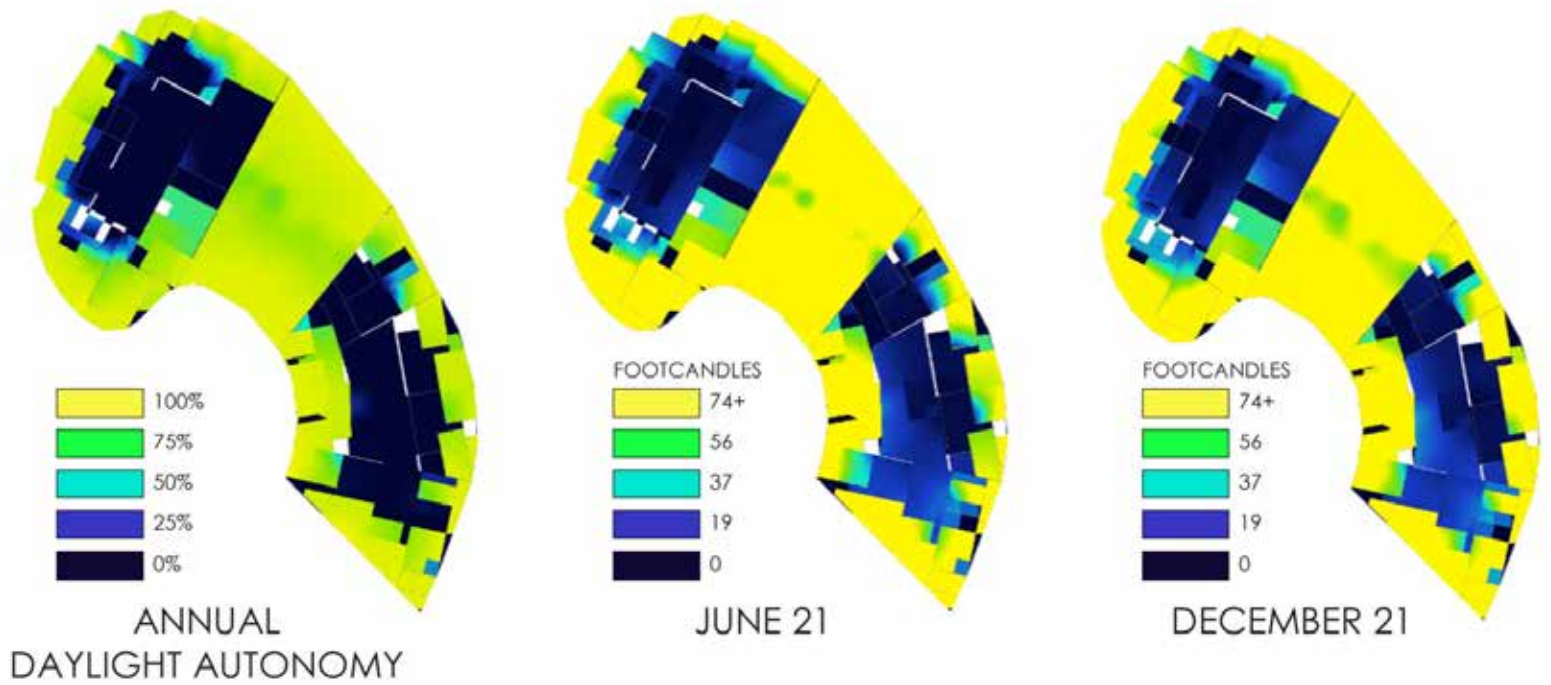 100%
75%
50%
25%
0%
ANNUAL
DAYLIGHT AUTONOMY
FOOTCANDLES
74+
56
37
19
0
JUNE 21
FOOTCANDLES
74+
56
37
19
0
DECEMBER 21